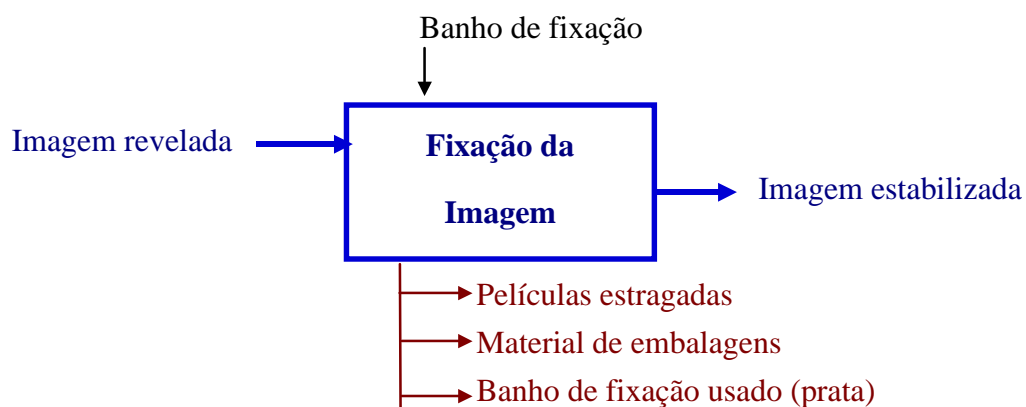 Banho de fixação
Imagem revelada
Fixação da
Imagem
Imagem estabilizada
Películas estragadas
Material de embalagens
Banho de fixação usado (prata)